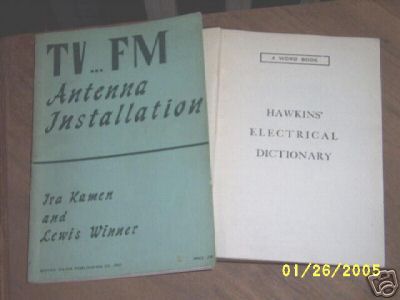 TV...FM
Antenna
Installation
Ira Kamen
and
Lewis Winner
A WORD BOOK
HAWKINS'
ELECTRICAL
DICTIONARY
01/26/2005